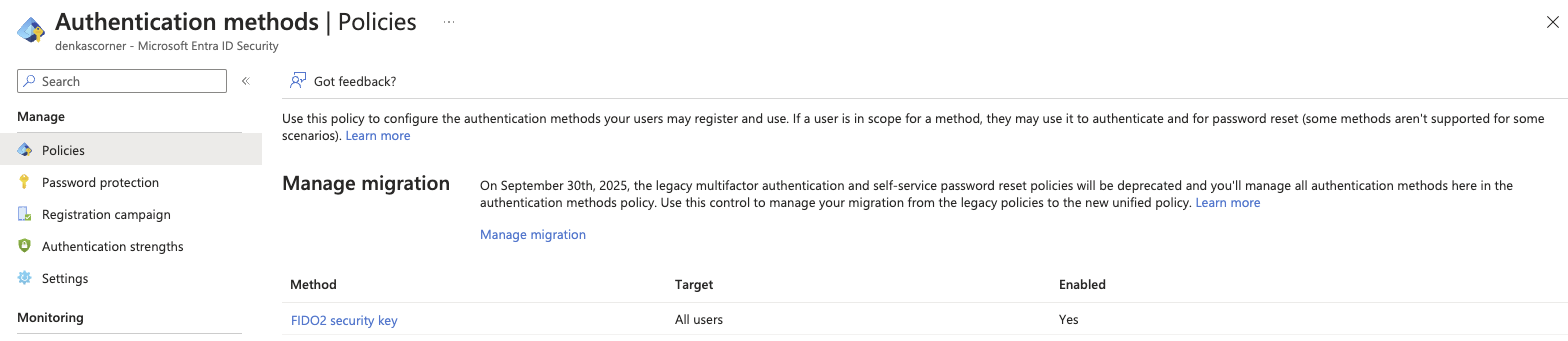 Authentication methods | Policies ...
denkascorner - Microsoft Entra ID Security
Search
«
Got feedback?
Manage
Use this policy to configure the authentication methods your users may register and use. If a user is in scope for a method, they may use it to authenticate and for password reset (some methods aren't supported for some
scenarios). Learn more
Policies
Password protection
Registration campaign
Authentication strengths
Settings
Monitoring
Manage migration
On September 30th, 2025, the legacy multifactor authentication and self-service password reset policies will be deprecated and you'll manage all authentication methods here in the
authentication methods policy. Use this control to manage your migration from the legacy policies to the new unified policy. Learn more
Manage migration
Method Target Enabled
FIDO2 security key All users Yes